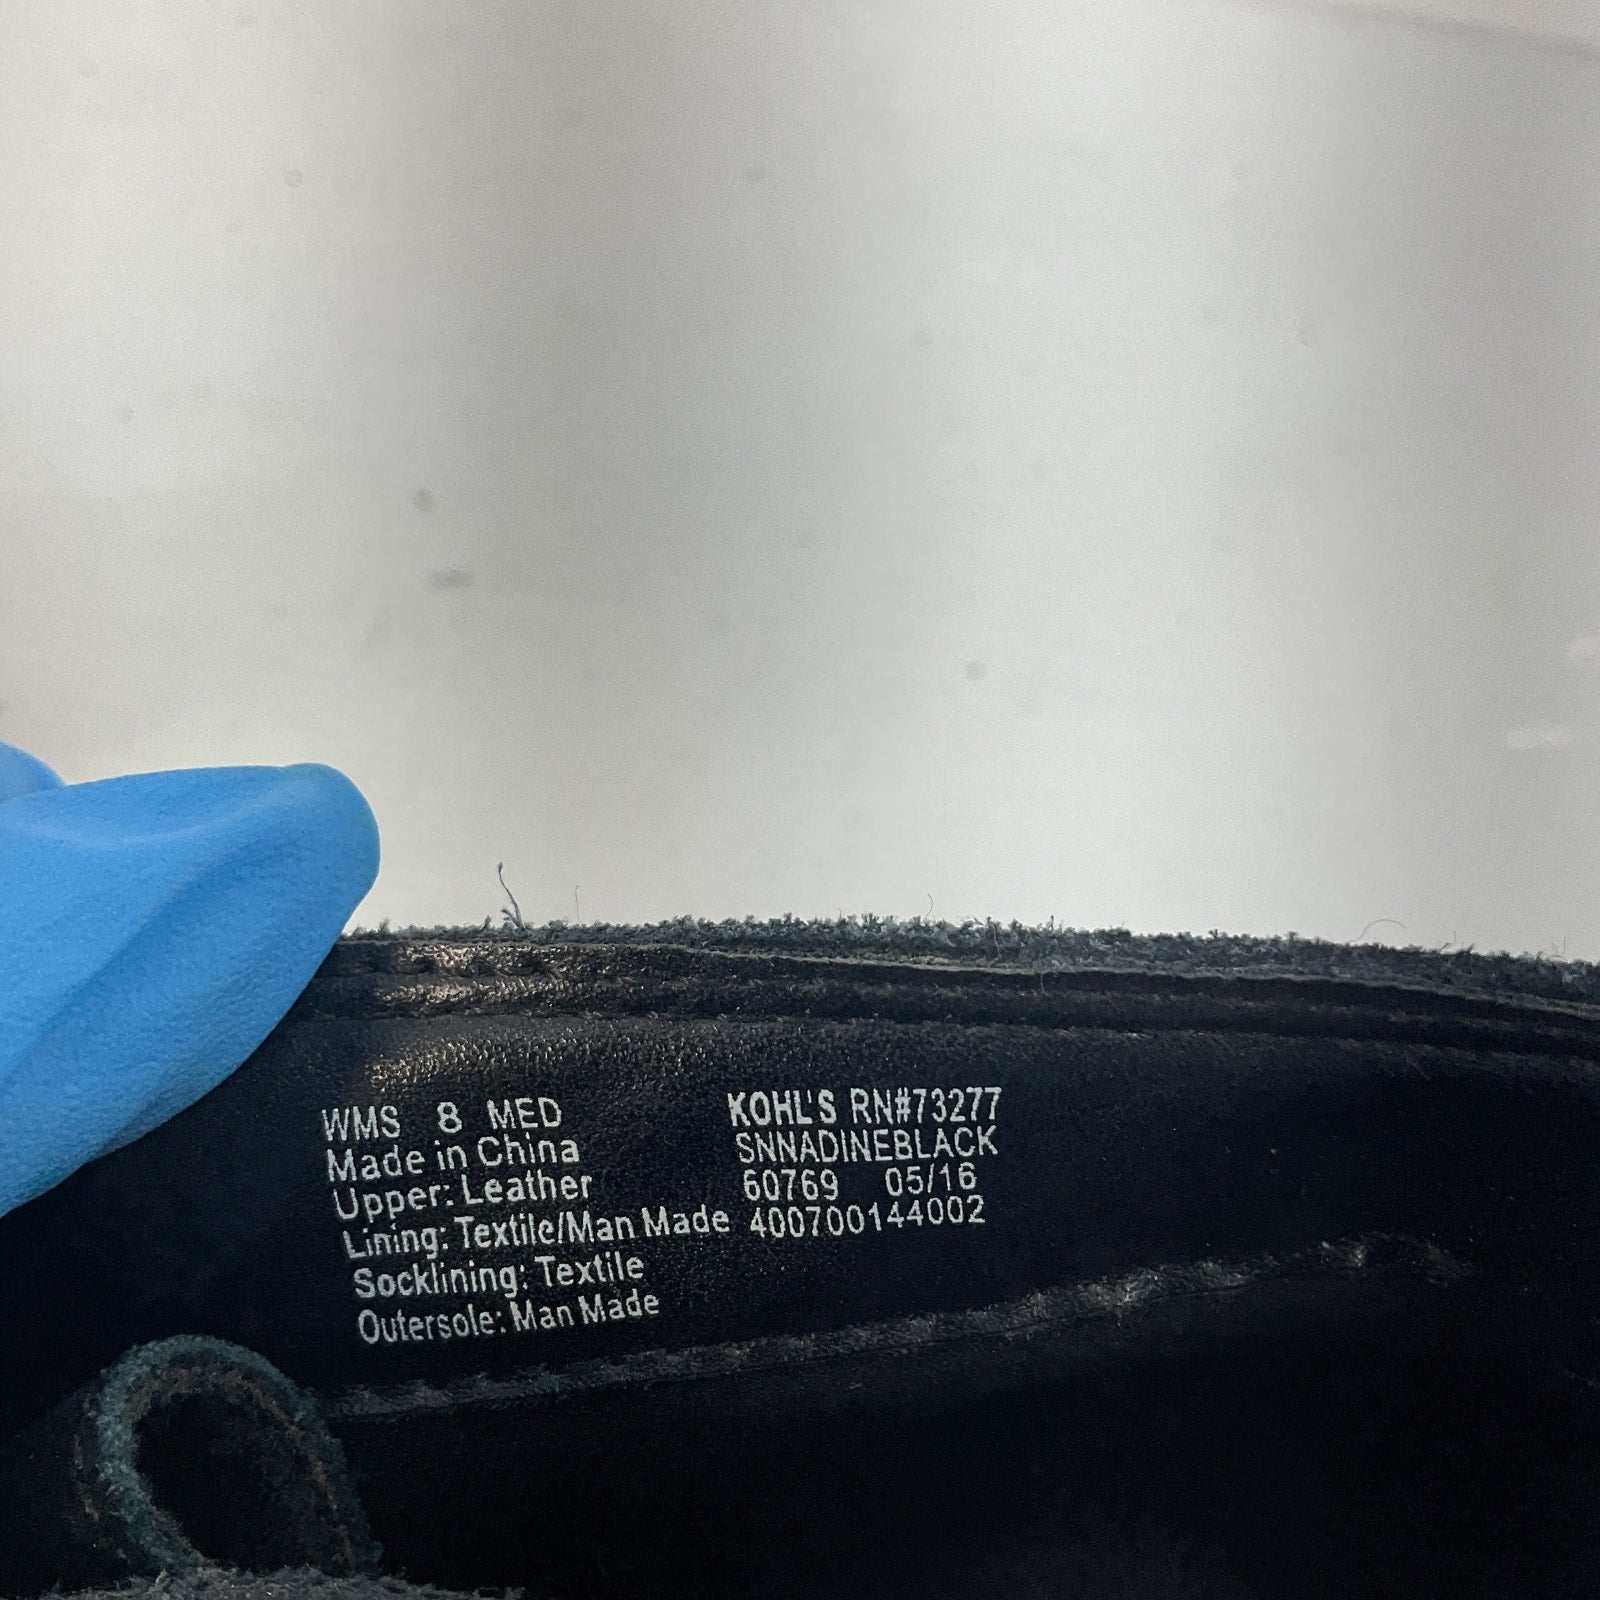 WMS 8 MED
Made in China
Upper: Leather
Lining: Textile/Man Made
Socklining: Textile
Outersole: Man Made
KOHL'S RN#73277
SNNADINEBLACK
60769 05/16
400700144002